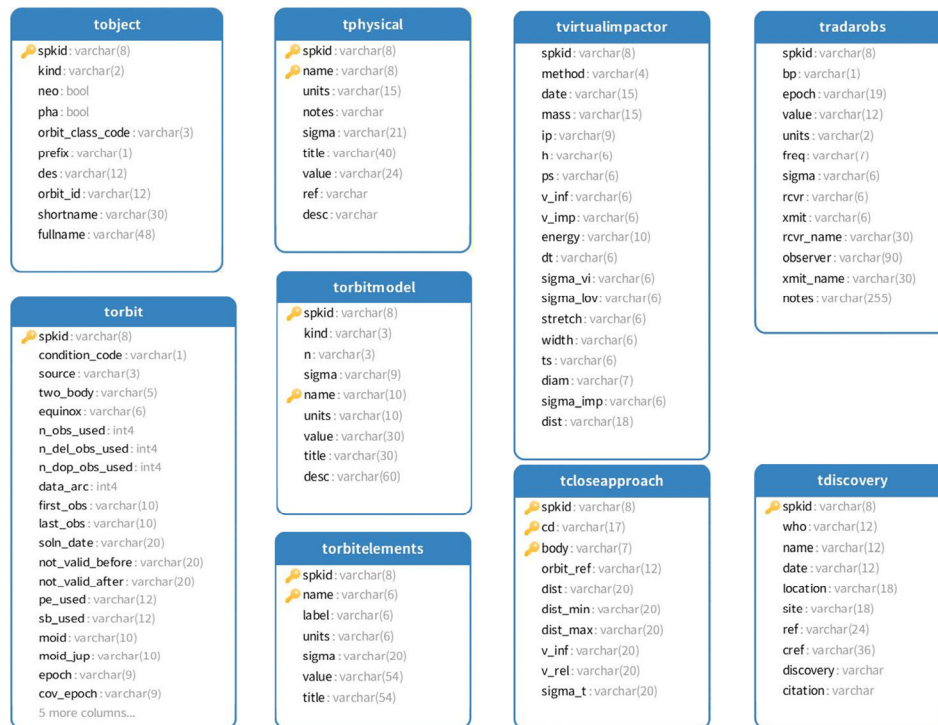 tobject
spkid: varchar(8)
kind: varchar(2)
neo: bool
pha: bool
orbit_class_code: varchar(3)
prefix: varchar(1)
des: varchar(12)
orbit_id: varchar(12)
shortname: varchar(30)
fullname: varchar(48)
tphysical
spkid: varchar(8)
name: varchar(8)
units: varchar(15)
notes: varchar
sigma: varchar(21)
title: varchar(40)
value: varchar(24)
ref: varchar
desc: varchar
tvirtualimpactor
spkid: varchar(8)
method: varchar(4)
date: varchar(15)
mass: varchar(15)
ip: varchar(9)
h: varchar(6)
ps: varchar(6)
v_inf: varchar(6)
v_imp: varchar(6)
energy: varchar(10)
dt: varchar(6)
sigma_vi: varchar(6)
sigma_lov: varchar(6)
stretch: varchar(6)
width: varchar(6)
ts: varchar(6)
diam: varchar(7)
sigma_imp: varchar(6)
dist: varchar(18)
tradarobs
spkid: varchar(8)
bp: varchar(1)
epoch: varchar(19)
value: varchar(12)
units: varchar(2)
freq: varchar(7)
sigma: varchar(6)
rcvr: varchar(6)
xmit: varchar(6)
rcvr_name: varchar(30)
observer: varchar(90)
xmit_name: varchar(30)
notes: varchar(255)
torbit
spkid: varchar(8)
condition_code: varchar(1)
source: varchar(3)
two_body: varchar(5)
equinox: varchar(6)
n_obs_used: int4
n_del_obs_used: int4
n_dop_obs_used: int4
data_arc: int4
first_obs: varchar(10)
last_obs: varchar(10)
soln_date: varchar(20)
not_valid_before: varchar(20)
not_valid_after: varchar(20)
pe_used: varchar(12)
sb_used: varchar(12)
moid: varchar(10)
moid_jup: varchar(10)
epoch: varchar(9)
cov_epoch: varchar(9)
5 more columns...
torbitmodel
spkid: varchar(8)
kind: varchar(3)
n: varchar(3)
sigma: varchar(9)
name: varchar(10)
units: varchar(10)
value: varchar(30)
title: varchar(30)
desc: varchar(60)
torbitelements
spkid: varchar(8)
name: varchar(6)
label: varchar(6)
units: varchar(6)
sigma: varchar(20)
value: varchar(54)
title: varchar(54)
tcloseapproach
spkid: varchar(8)
cd: varchar(17)
body: varchar(7)
orbit_ref: varchar(12)
dist: varchar(20)
dist_min: varchar(20)
dist_max: varchar(20)
v_inf: varchar(20)
v_rel: varchar(20)
sigma_t: varchar(20)
tdiscovery
spkid: varchar(8)
who: varchar(12)
name: varchar(12)
date: varchar(12)
location: varchar(18)
site: varchar(18)
ref: varchar(24)
cref: varchar(36)
discovery: varchar
citation: varchar